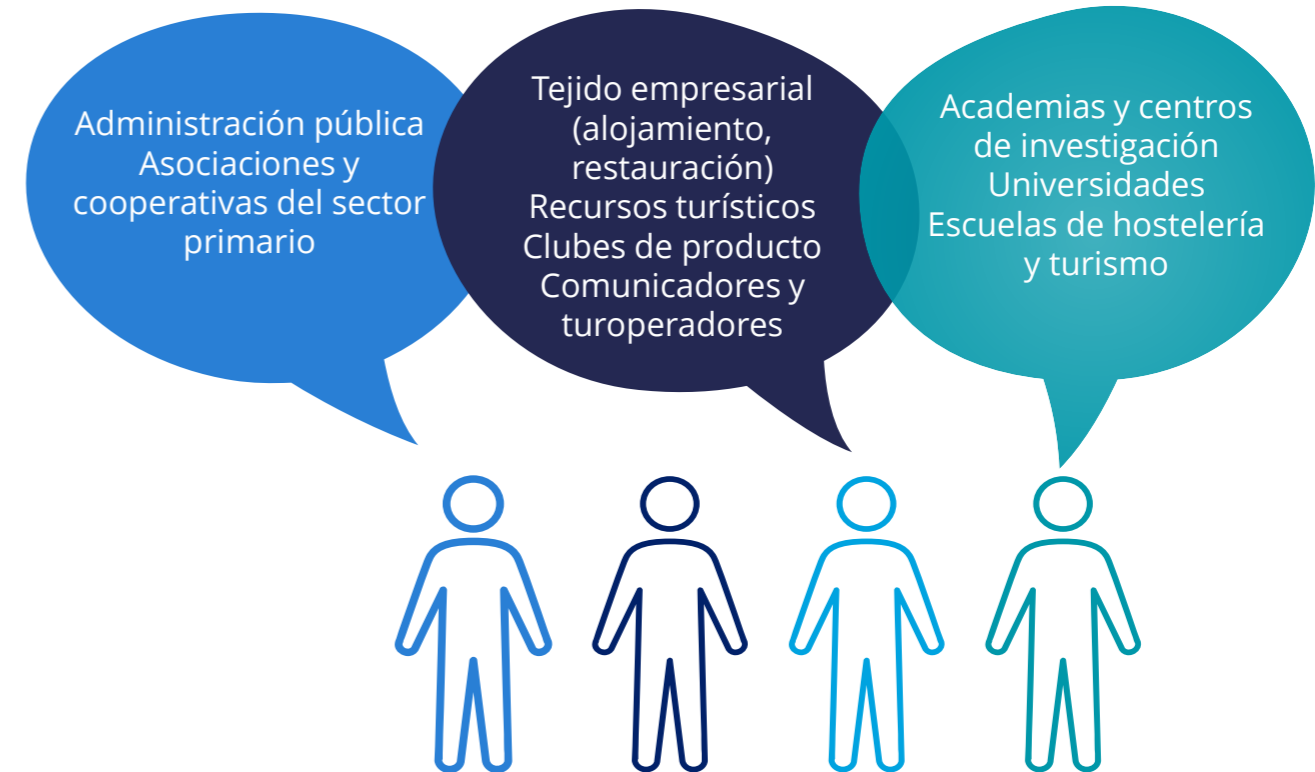 Administración pública
Asociaciones y
cooperativas del sector
primario
Tejido empresarial
(alojamiento,
restauración)
Recursos turísticos
Clubes de producto
Comunicadores y
turoperadores
Academias y centros
de investigación
Universidades
Escuelas de hostelería
y turismo